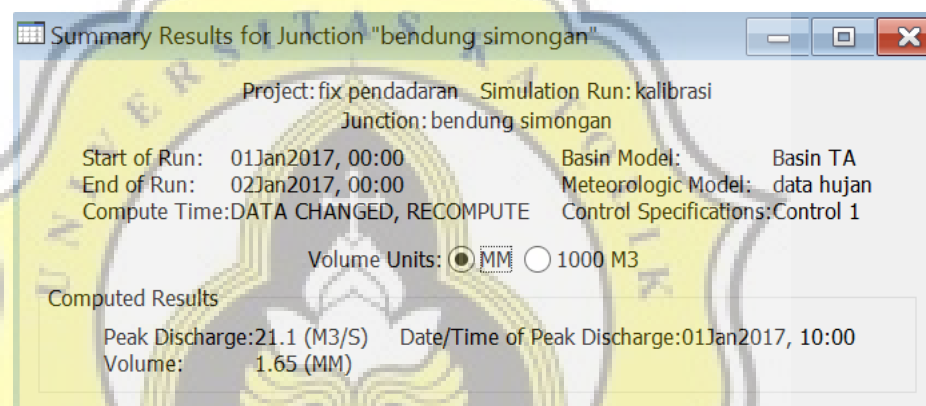 Summary Results for Junction "bendung simongan"
Project: fix pendadaran Simulation Run: kalibrasi
Junction: bendung simongan
Start of Run: 01Jan2017, 00:00 Basin Model: Basin TA
End of Run: 02Jan2017, 00:00 Meteorologic Model: data hujan
Compute Time:DATA CHANGED, RECOMPUTE Control Specifications:Control 1
Volume Units: MM 1000 M3
Computed Results
Peak Discharge:21.1 (M3/S) Date/Time of Peak Discharge:01Jan2017, 10:00
Volume: 1.65 (MM)